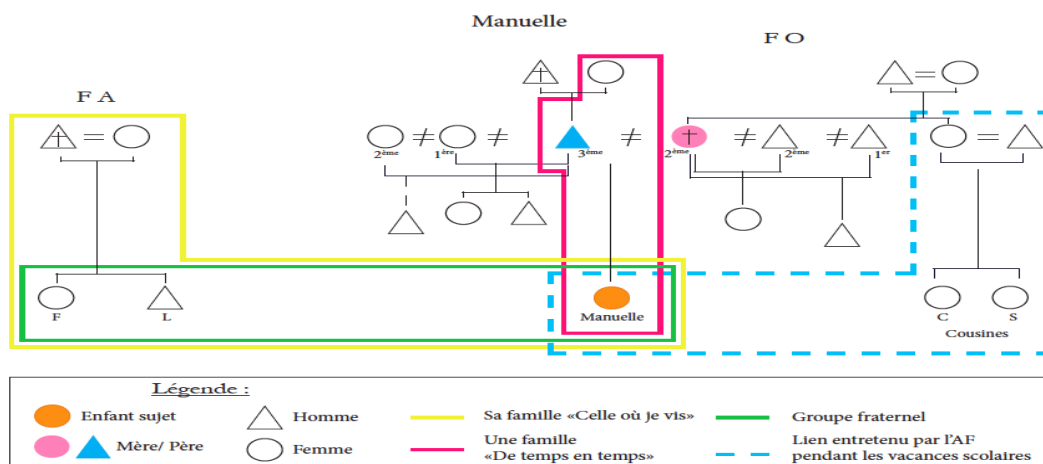 Manuelle
F O
F A
2ème
1ère
3ème
2ème
2ème
1er
F
L
Manuelle
C
S
Cousines
Légende :
Enfant sujet
Homme
Sa famille «Celle où je vis»
Groupe fraternel
Mère/ Père
Femme
Une famille
«De temps en temps»
Lien entretenu par l'AF
pendant les vacances scolaires